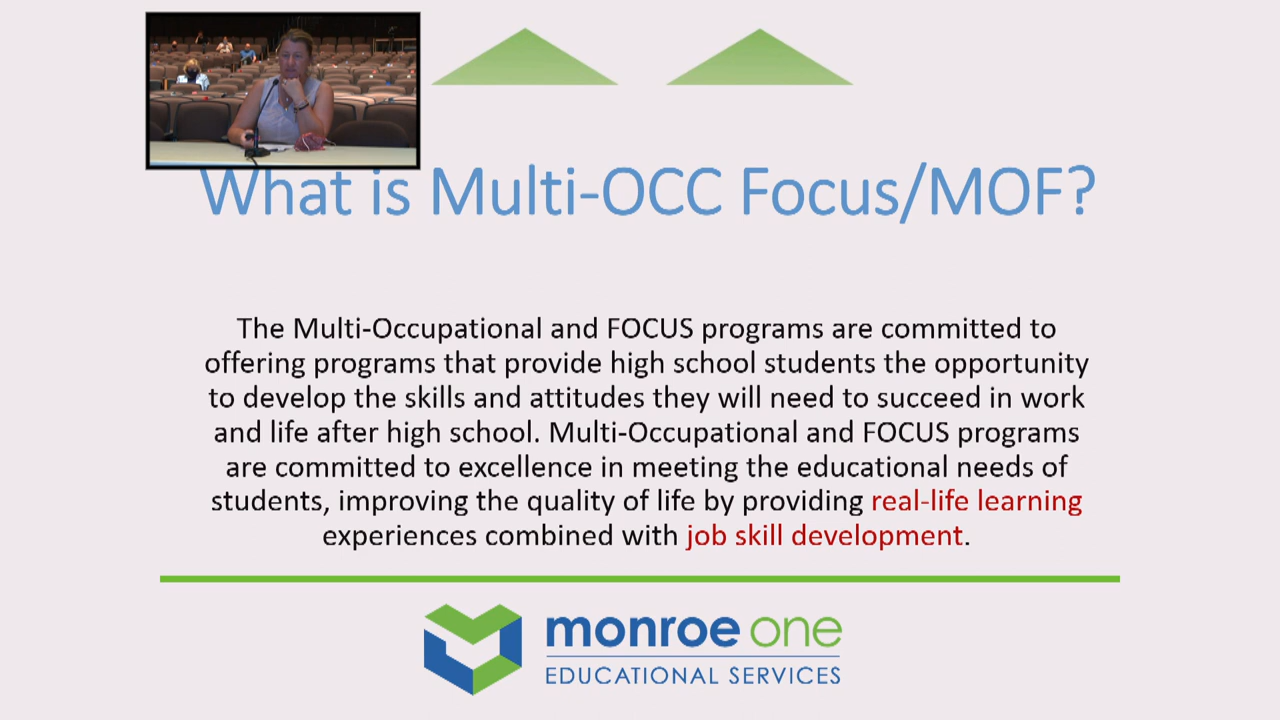 What is Multi-OCC Focus/MOF?
The Multi-Occupational and FOCUS programs are committed to
offering programs that provide high school students the opportunity
to develop the skills and attitudes they will need to succeed in work
and life after high school. Multi-Occupational and FOCUS programs
are committed to excellence in meeting the educational needs of
students, improving the quality of life by providing real-life learning
experiences combined with job skill development.
monroe one
EDUCATIONAL SERVICES